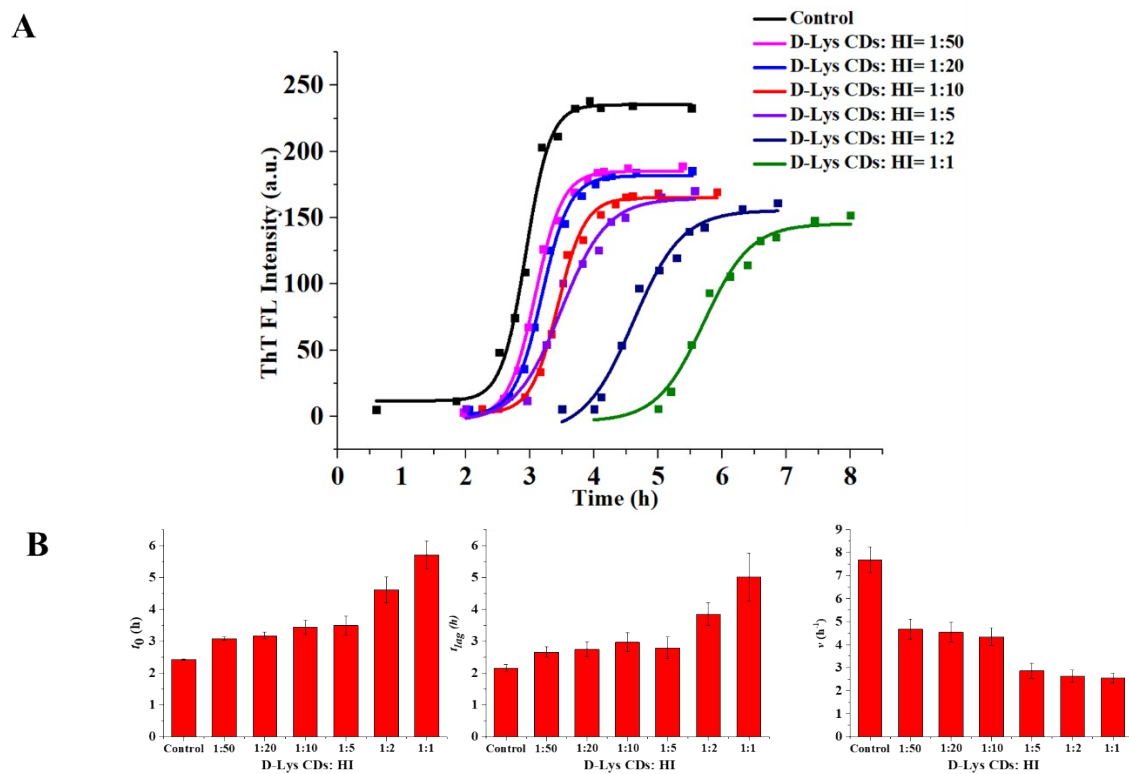 A
Control
D-Lys CDs: HI= 1:50
D-Lys CDs: HI= 1:20
D-Lys CDs: HI= 1:10
D-Lys CDs: HI= 1:5
D-Lys CDs: HI= 1:2
D-Lys CDs: HI= 1:1
ThT FL Intensity (a.u.)
250
200
150
100
50
0
0 1 2 3 4 5 6 7 8
Time (h)
B
t0 (h)
6
5
4
3
2
1
0
Control 1:50 1:20 1:10 1:5 1:2 1:1
D-Lys CDs: HI
tlag (h)
6
5
4
3
2
1
0
Control 1:50 1:20 1:10 1:5 1:2 1:1
D-Lys CDs: HI
v (h-1)
9
8
7
6
5
4
3
2
1
0
Control 1:50 1:20 1:10 1:5 1:2 1:1
D-Lys CDs: HI